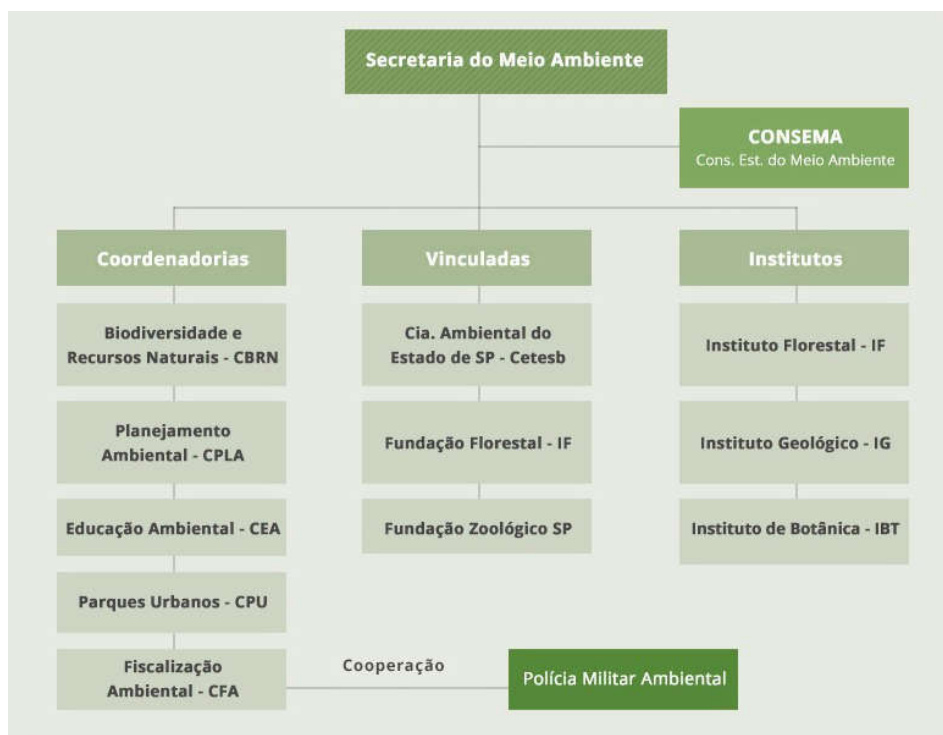 Secretaria do Meio Ambiente
CONSEMA
Cons. Est. do Meio Ambiente
Coordenadorias
Biodiversidade e
Recursos Naturais - CBRN
Planejamento
Ambiental - CPLA
Educação Ambiental - CEA
Parques Urbanos - CPU
Fiscalização
Ambiental - CFA
Cooperação
Polícia Militar Ambiental
Vinculadas
Cia. Ambiental do
Estado de SP - Cetesb
Fundação Florestal - IF
Fundação Zoológico SP
Institutos
Instituto Florestal - IF
Instituto Geológico - IG
Instituto de Botânica - IBT